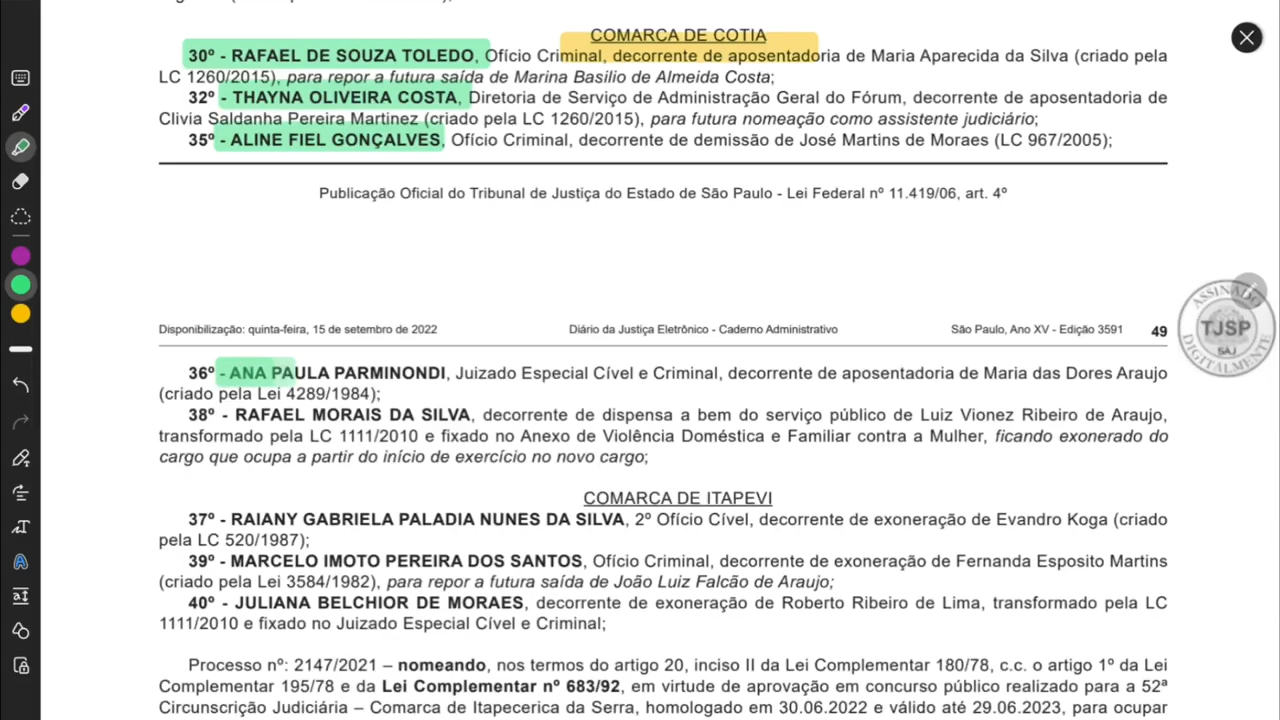 COMARCA DE COTIA
30º - RAFAEL DE SOUZA TOLEDO, Ofício Criminal, decorrente de aposentadoria de Maria Aparecida da Silva (criado pela
LC 1260/2015), para repor a futura saída de Marina Basilio de Almeida Costa;
32º - THAYNA OLIVEIRA COSTA, Diretoria de Serviço de Administração Geral do Fórum, decorrente de aposentadoria de
Clivia Saldanha Pereira Martinez (criado pela LC 1260/2015), para futura nomeação como assistente judiciário;
35º - ALINE FIEL GONÇALVES, Ofício Criminal, decorrente de demissão de José Martins de Moraes (LC 967/2005);
Publicação Oficial do Tribunal de Justiça do Estado de São Paulo - Lei Federal nº 11.419/06, art. 4º
Disponibilização: quinta-feira, 15 de setembro de 2022 Diário da Justiça Eletrônico - Caderno Administrativo São Paulo, Ano XV - Edição 3591 49
ASSINADO
TJSP
SAJ
DIGITALMENTE
36º - ANA PAULA PARMINONDI, Juizado Especial Cível e Criminal, decorrente de aposentadoria de Maria das Dores Araujo
(criado pela Lei 4289/1984);
38º - RAFAEL MORAIS DA SILVA, decorrente de dispensa a bem do serviço público de Luiz Vionez Ribeiro de Araujo,
transformado pela LC 1111/2010 e fixado no Anexo de Violência Doméstica e Familiar contra a Mulher, ficando exonerado do
cargo que ocupa a partir do início de exercício no novo cargo;
COMARCA DE ITAPEVI
37º - RAIANY GABRIELA PALADIA NUNES DA SILVA, 2º Ofício Cível, decorrente de exoneração de Evandro Koga (criado
pela LC 520/1987);
39º - MARCELO IMOTO PEREIRA DOS SANTOS, Ofício Criminal, decorrente de exoneração de Fernanda Esposito Martins
(criado pela Lei 3584/1982), para repor a futura saída de João Luiz Falcão de Araujo;
40º - JULIANA BELCHIOR DE MORAES, decorrente de exoneração de Roberto Ribeiro de Lima, transformado pela LC
1111/2010 e fixado no Juizado Especial Cível e Criminal;
Processo nº: 2147/2021 – nomeando, nos termos do artigo 20, inciso II da Lei Complementar 180/78, c.c. o artigo 1º da Lei
Complementar 195/78 e da Lei Complementar nº 683/92, em virtude de aprovação em concurso público realizado para a 52ª
Circunscrição Judiciária – Comarca de Itapecerica da Serra, homologado em 30.06.2022 e válido até 29.06.2023, para ocupar